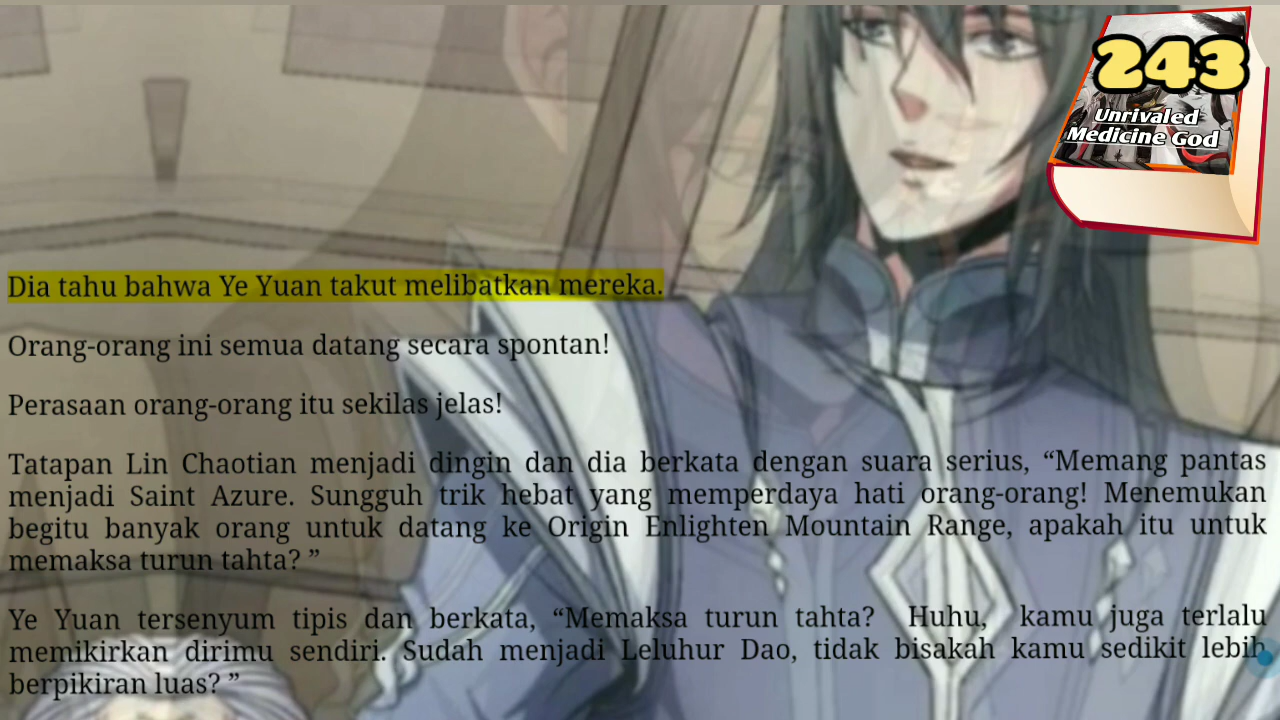 243
Unrivaled
Medicine God
Dia tahu bahwa Ye Yuan takut melibatkan mereka.
Orang-orang ini semua datang secara spontan!
Perasaan orang-orang itu sekilas jelas!
Tatapan Lin Chaotian menjadi dingin dan dia berkata dengan suara serius, “Memang pantas
menjadi Saint Azure. Sungguh trik hebat yang memperdaya hati orang-orang! Menemukan
begitu banyak orang untuk datang ke Origin Enlighten Mountain Range, apakah itu untuk
memaksa turun tahta? ”
Ye Yuan tersenyum tipis dan berkata, “Memaksa turun tahta? Huhu, kamu juga terlalu
memikirkan dirimu sendiri. Sudah menjadi Leluhur Dao, tidak bisakah kamu sedikit lebih
berpikiran luas? ”